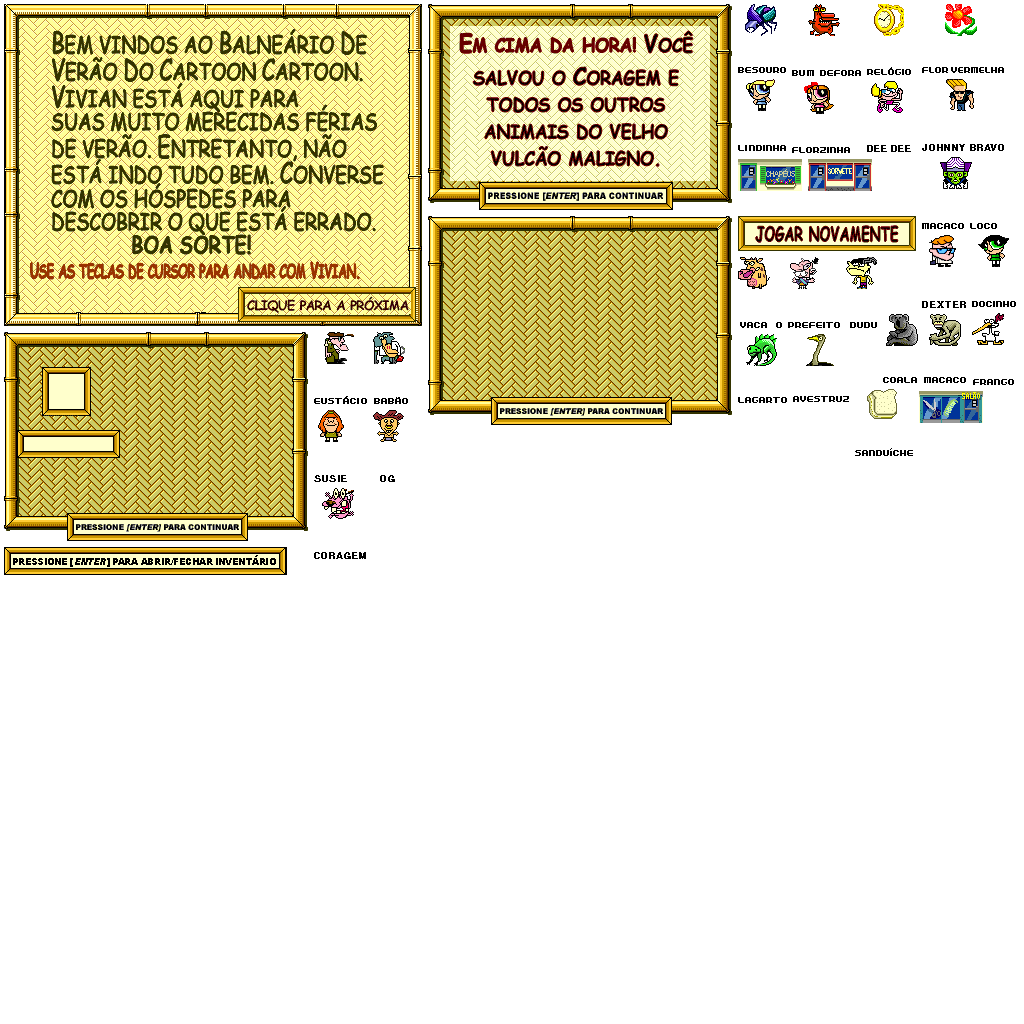 BEM VINDOS AO BALNEÁRIO DE
VERÃO DO CARTOON CARTOON.
VIVIAN ESTÁ AQUI PARA
SUAS MUITO MERECIDAS FÉRIAS
DE VERÃO. ENTRETANTO, NÃO
ESTÁ INDO TUDO BEM. CONVERSE
COM OS HÓSPEDES PARA
DESCOBRIR O QUE ESTÁ ERRADO.
BOA SORTE!
USE AS TECLAS DE CURSOR PARA ANDAR COM VIVIAN.
CLIQUE PARA A PRÓXIMA
EM CIMA DA HORA! VOCÊ
SALVOU O CORAGEM E
TODOS OS OUTROS
ANIMAIS DO VELHO
VULCÃO MALIGNO.
PRESSIONE [ENTER] PARA CONTINUAR
PRESSIONE [ENTER] PARA CONTINUAR
PRESSIONE [ENTER] PARA CONTINUAR
PRESSIONE [ENTER] PARA ABRIR/FECHAR INVENTÁRIO
EUSTÁCIO BABÃO
SUSIE OG
CORAGEM
BESOURO BUM DEFORA RELÓGIO FLOR VERMELHA
LINDINHA FLORZINHA DEE DEE JOHNNY BRAVO
CHAPÉUS SORVETE
JOGAR NOVAMENTE
MACACO LOCO
DEXTER DOCINHO
VACA O PREFEITO DUDU
COALA MACACO FRANGO
LAGARTO AVESTRUZ
SALÃO
SANDUÍCHE